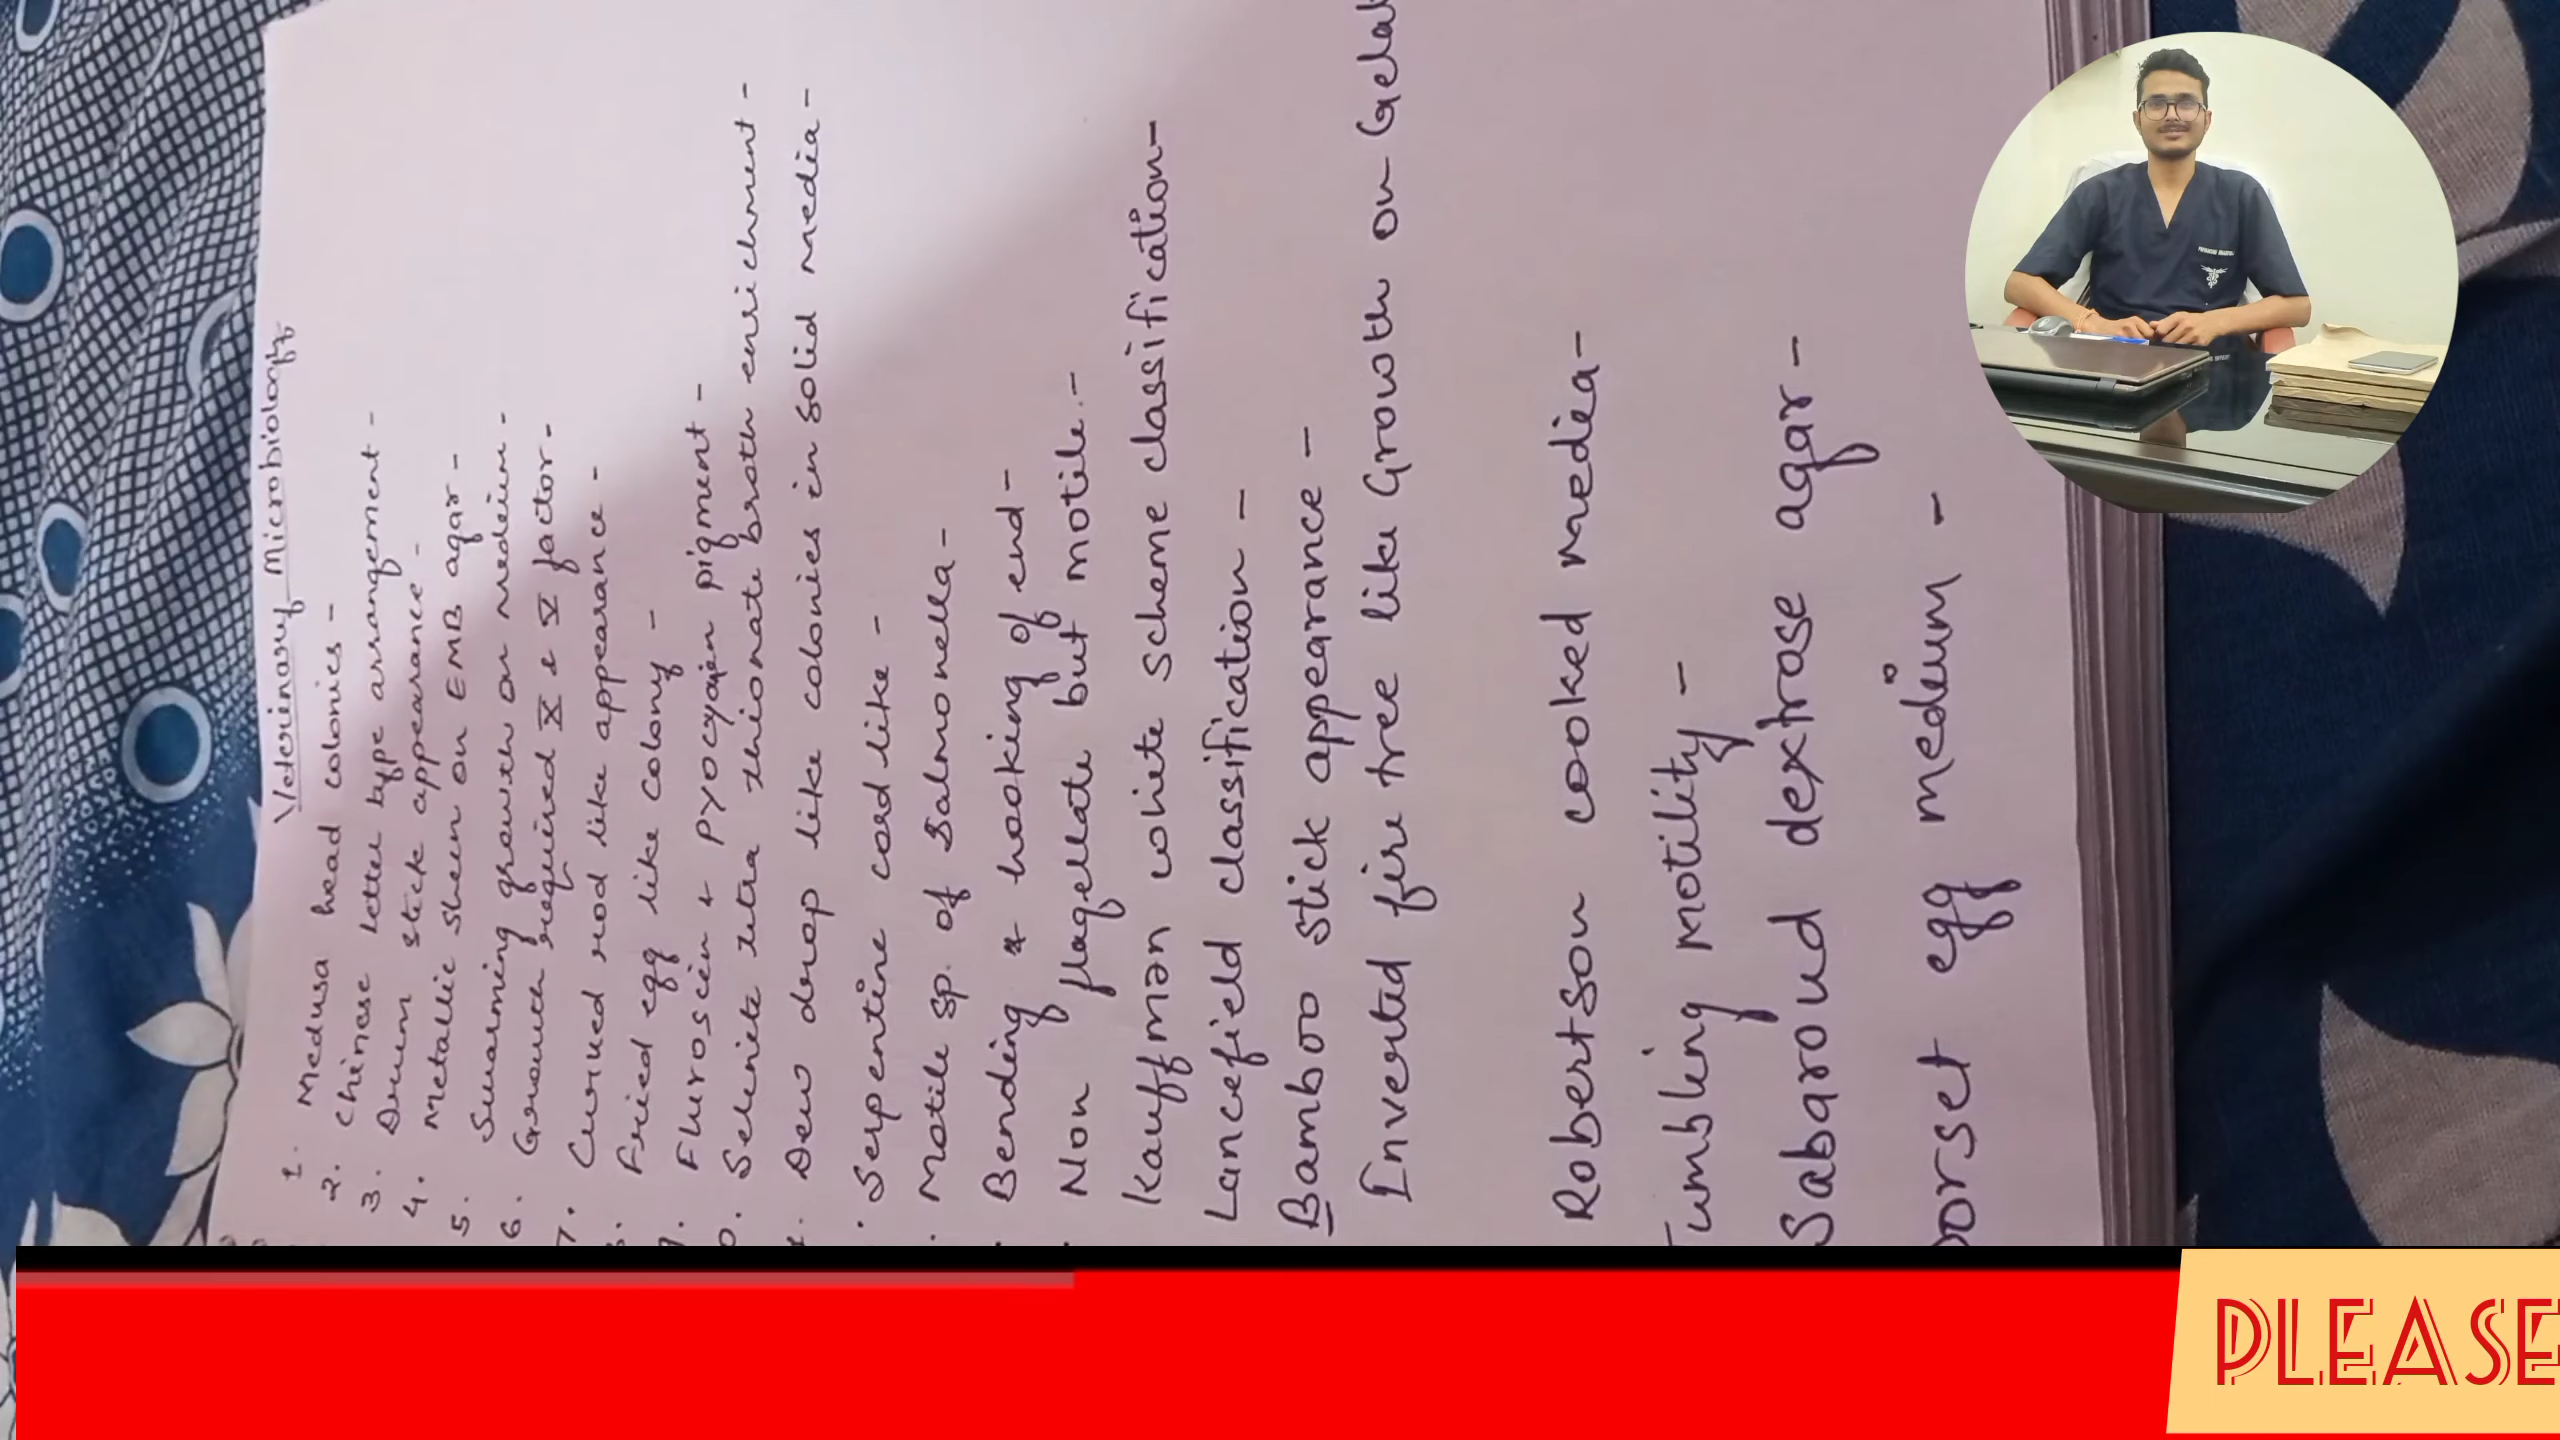 Veterinary Microbiology
1. Medusa head colonies -
2. Chinese letter type arrangement -
3. Drum stick appearance -
4. Metallic sheen on EMB agar -
5. Swarming growth on medium -
6. Growth required X & V factor -
7. Curved rod like appearance -
Fried egg like colony -
Fluroscein + pyocyanin pigment -
0. Selenite tetra thionate broth enrichment -
Dew drop like colonies in solid media -
Serpentine cord like -
Motile sp. of Salmonella -
Bending & hooking of end -
Non flagellate but motile. -
Kauffman white scheme classification -
Lancefield classification -
Bamboo stick appearance -
Inverted fire tree like Growth on Gela
Robertson cooked media -
Tumbling motility -
Sabaroud dextrose agar -
orset egg medium -
PLEASE